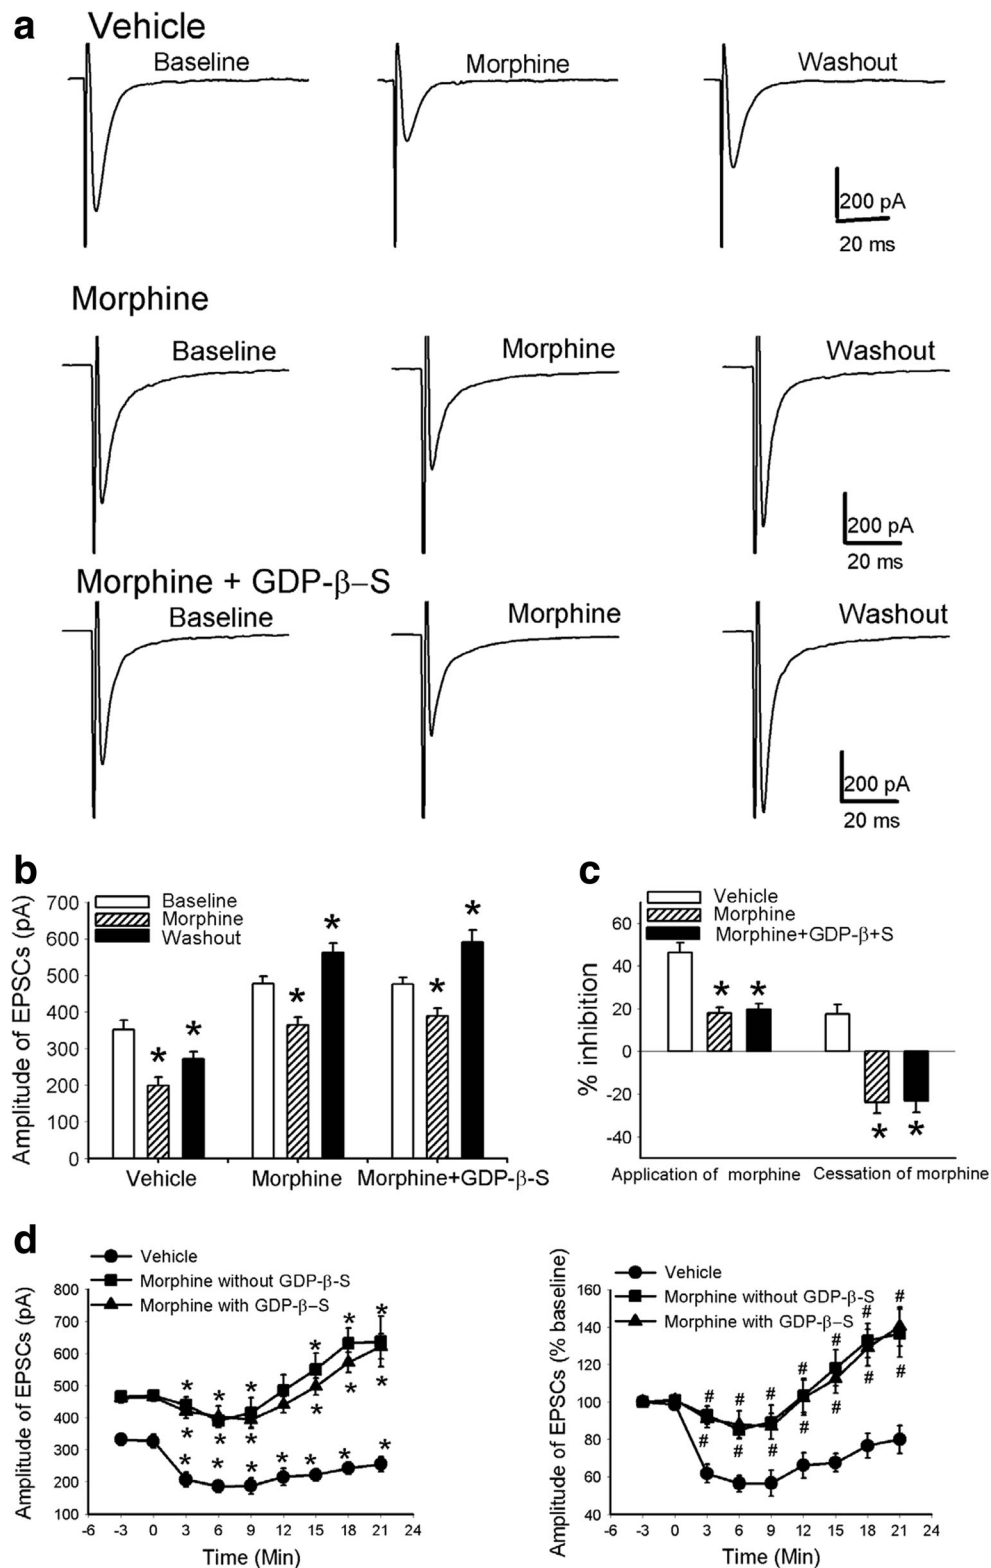 a
Vehicle
Baseline
Morphine
Washout
200 pA
20 ms
Morphine
Baseline
Morphine
Washout
200 pA
20 ms
Morphine + GDP-β–S
Baseline
Morphine
Washout
200 pA
20 ms
b
Amplitude of EPSCs (pA)
700
600
500
400
300
200
100
0
Baseline
Morphine
Washout
*
*
*
*
*
*
Vehicle
Morphine
Morphine+GDP-β-S
c
% inhibition
60
40
20
0
-20
-40
Vehicle
Morphine
Morphine+GDP-β+S
* *
* *
Application of morphine
Cessation of morphine
d
Amplitude of EPSCs (pA)
800
700
600
500
400
300
200
100
Vehicle
Morphine without GDP-β-S
Morphine with GDP-β–S
* * * * * *
* * * * * *
* * * * * * *
-6 -3 0 3 6 9 12 15 18 21 24
Time (Min)
Amplitude of EPSCs (% baseline)
160
140
120
100
80
60
40
Vehicle
Morphine without GDP-β-S
Morphine with GDP-β–S
# # # # # # #
# # # # # # #
-6 -3 0 3 6 9 12 15 18 21 24
Time (Min)